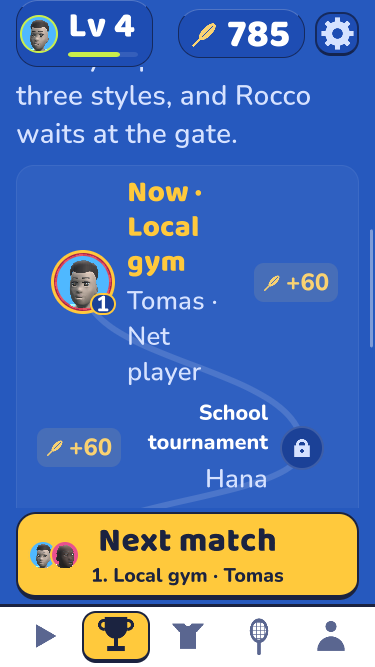 Lv 4
785
three styles, and Rocco
waits at the gate.
Now ·
Local
gym
1
+60
Tomas ·
Net
player
School
tournament
+60
Hana
Next match
1. Local gym · Tomas